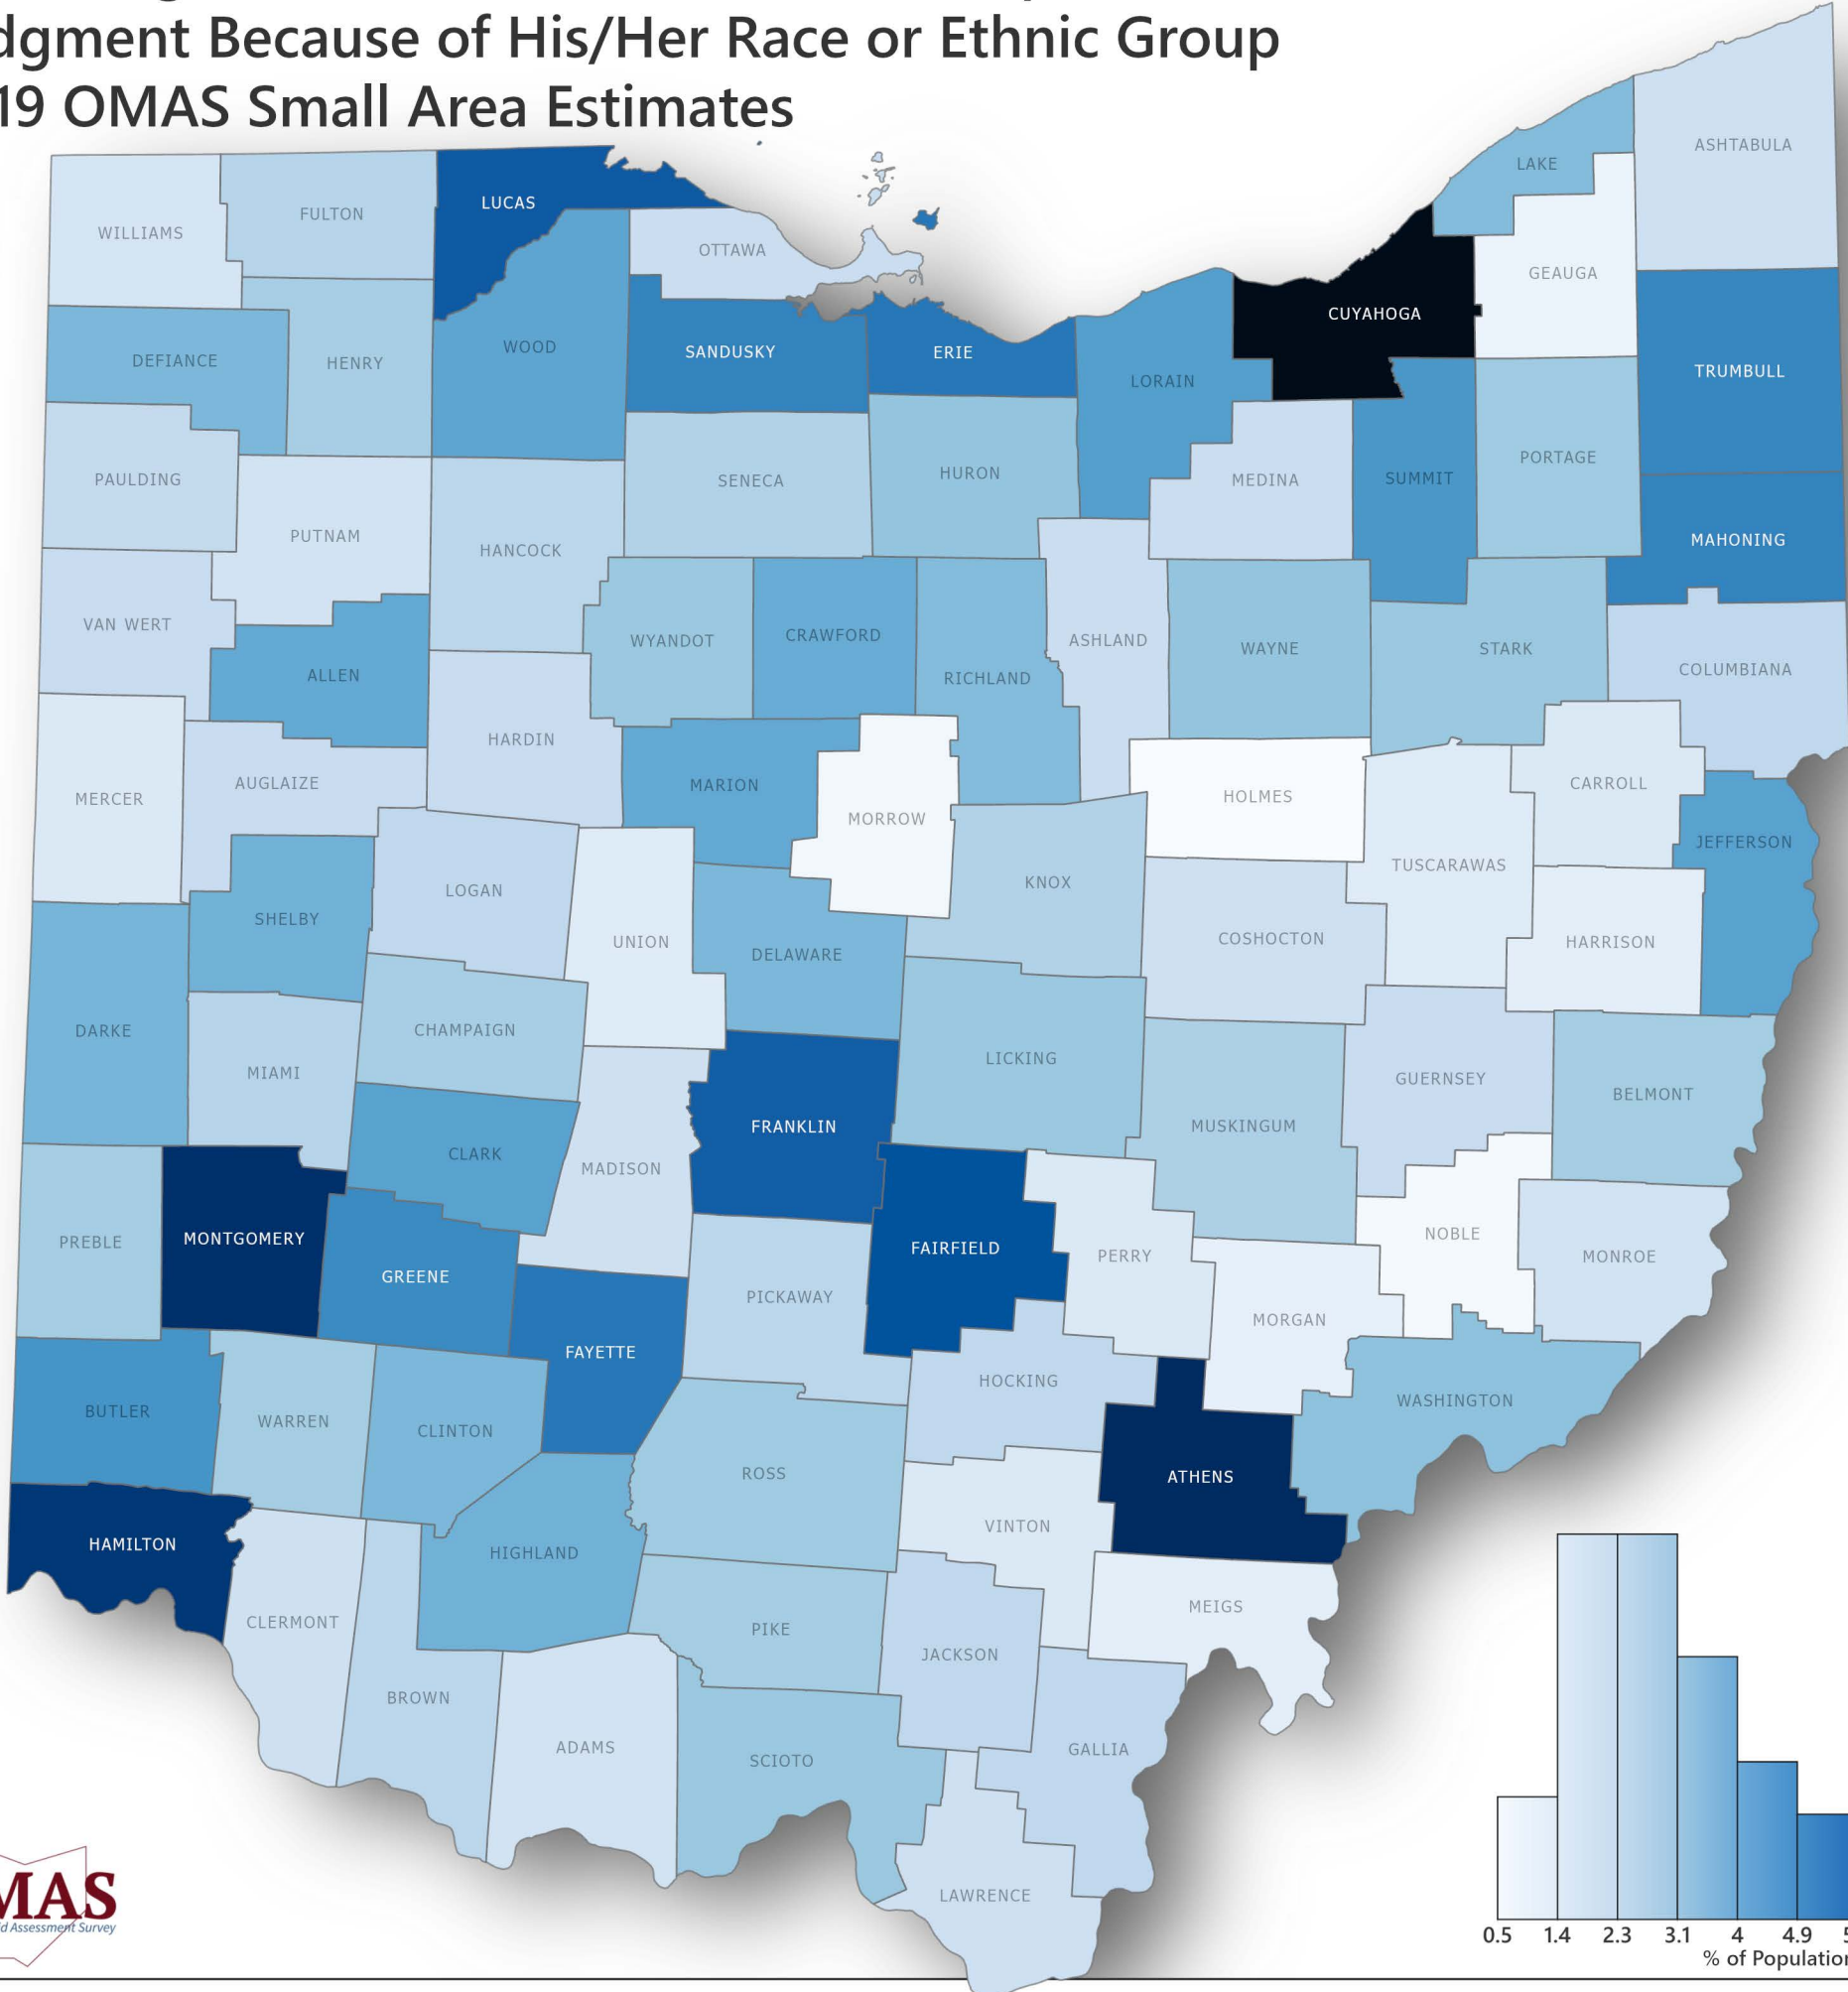 dgment Because of His/Her Race or Ethnic Group
19 OMAS Small Area Estimates
ASHTABULA
LAKE
LUCAS
FULTON
WILLIAMS
OTTAWA
GEAUGA
CUYAHOGA
WOOD
SANDUSKY
ERIE
DEFIANCE
HENRY
TRUMBULL
LORAIN
PORTAGE
HURON
PAULDING
SENECA
MEDINA
SUMMIT
PUTNAM
MAHONING
HANCOCK
VAN WERT
CRAWFORD
WYANDOT
ASHLAND
WAYNE
STARK
COLUMBIANA
ALLEN
RICHLAND
HARDIN
AUGLAIZE
MARION
CARROLL
MERCER
HOLMES
MORROW
JEFFERSON
TUSCARAWAS
KNOX
LOGAN
SHELBY
COSHOCTON
UNION
HARRISON
DELAWARE
DARKE
CHAMPAIGN
LICKING
MIAMI
GUERNSEY
BELMONT
FRANKLIN
MUSKINGUM
CLARK
MADISON
NOBLE
MONTGOMERY
PREBLE
FAIRFIELD
PERRY
MONROE
GREENE
PICKAWAY
MORGAN
FAYETTE
HOCKING
WASHINGTON
BUTLER
WARREN
CLINTON
ROSS
ATHENS
VINTON
HAMILTON
HIGHLAND
MEIGS
CLERMONT
PIKE
JACKSON
BROWN
ADAMS
GALLIA
SCIOTO
LAWRENCE
MAS
d Assessment Survey
0.5 1.4 2.3 3.1 4 4.9
% of Population